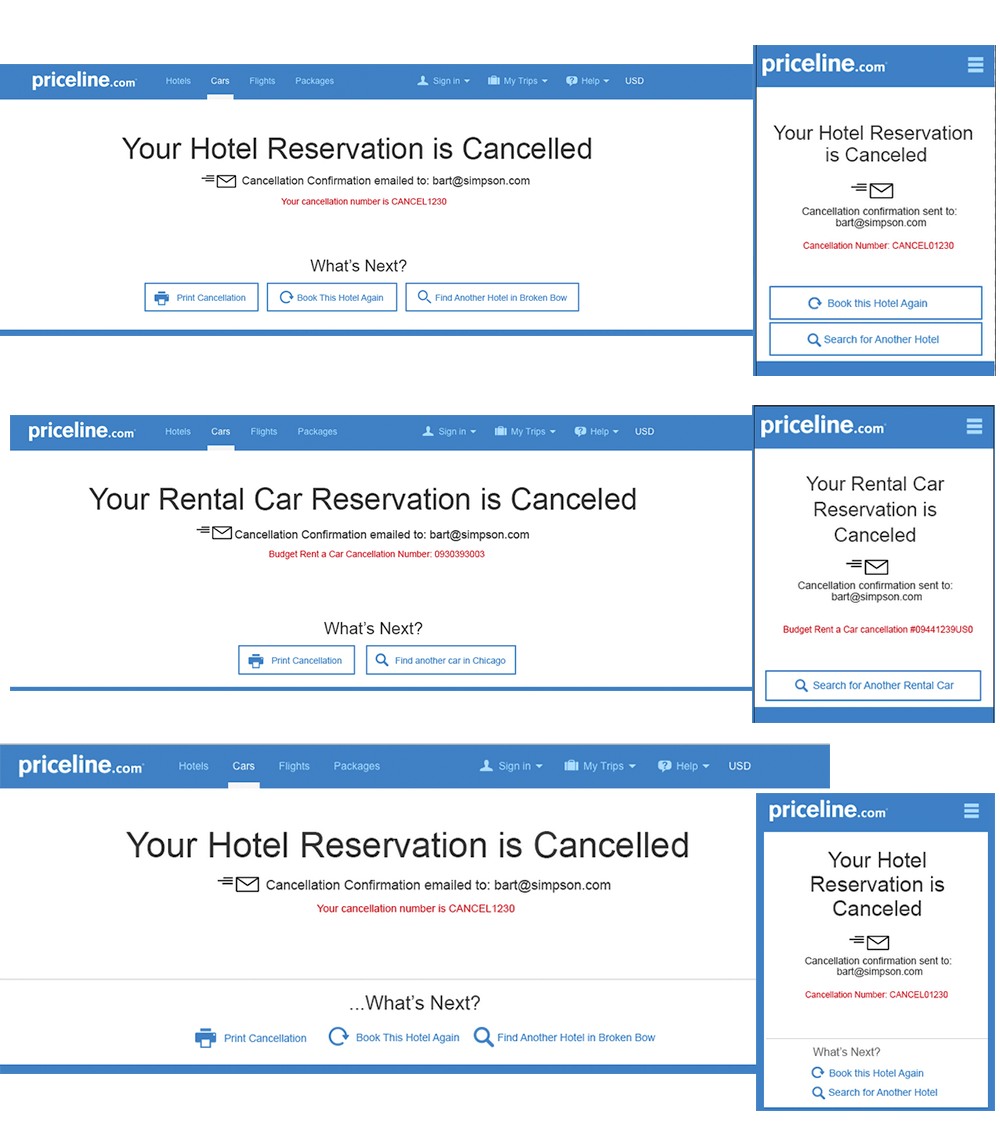 priceline.com Hotels Cars Flights Packages Sign in My Trips Help USD
Your Hotel Reservation is Cancelled
Cancellation Confirmation emailed to: bart@simpson.com
Your cancellation number is CANCEL1230
What's Next?
Print Cancellation Book This Hotel Again Find Another Hotel in Broken Bow
priceline.com
Your Hotel Reservation
is Canceled
Cancellation confirmation sent to:
bart@simpson.com
Cancellation Number: CANCEL01230
Book this Hotel Again
Search for Another Hotel
priceline.com Hotels Cars Flights Packages Sign in My Trips Help USD
Your Rental Car Reservation is Canceled
Cancellation Confirmation emailed to: bart@simpson.com
Budget Rent a Car Cancellation Number: 0930393003
What's Next?
Print Cancellation Find another car in Chicago
priceline.com
Your Rental Car
Reservation is
Canceled
Cancellation confirmation sent to:
bart@simpson.com
Budget Rent a Car cancellation #09441239US0
Search for Another Rental Car
priceline.com Hotels Cars Flights Packages Sign in My Trips Help USD
Your Hotel Reservation is Cancelled
Cancellation Confirmation emailed to: bart@simpson.com
Your cancellation number is CANCEL1230
...What's Next?
Print Cancellation Book This Hotel Again Find Another Hotel in Broken Bow
priceline.com
Your Hotel
Reservation is
Canceled
Cancellation confirmation sent to:
bart@simpson.com
Cancellation Number: CANCEL01230
What's Next?
Book this Hotel Again
Search for Another Hotel